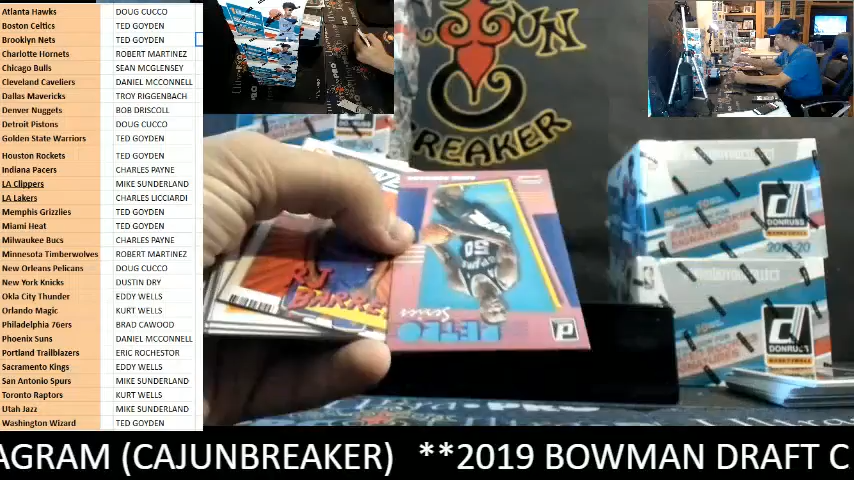 Atlanta Hawks DOUG CUCCO
Boston Celtics TED GOYDEN
Brooklyn Nets TED GOYDEN
Charlotte Hornets ROBERT MARTINEZ
Chicago Bulls SEAN MCGLENSEY
Cleveland Cavaliers DANIEL MCCONNELL
Dallas Mavericks TROY RIGGENBACH
Denver Nuggets BOB DRISCOLL
Detroit Pistons DOUG CUCCO
Golden State Warriors TED GOYDEN
Houston Rockets TED GOYDEN
Indiana Pacers CHARLES PAYNE
LA Clippers MIKE SUNDERLAND
LA Lakers CHARLES LICCIARDI
Memphis Grizzlies TED GOYDEN
Miami Heat TED GOYDEN
Milwaukee Bucs CHARLES PAYNE
Minnesota Timberwolves ROBERT MARTINEZ
New Orleans Pelicans DOUG CUCCO
New York Knicks DUSTIN DRY
Okla City Thunder EDDY WELLS
Orlando Magic KURT WELLS
Philadelphia 76ers BRAD CAWOOD
Phoenix Suns DANIEL MCCONNELL
Portland Trailblazers ERIC ROCHESTOR
Sacramento Kings EDDY WELLS
San Antonio Spurs MIKE SUNDERLAND
Toronto Raptors KURT WELLS
Utah Jazz MIKE SUNDERLAND
Washington Wizard TED GOYDEN
UN
BREAKER
RJ
BARRE
50
RETRO
Series
DONRUSS
2019-20
DONRUSS
AGRAM (CAJUNBREAKER) **2019 BOWMAN DRAFT C